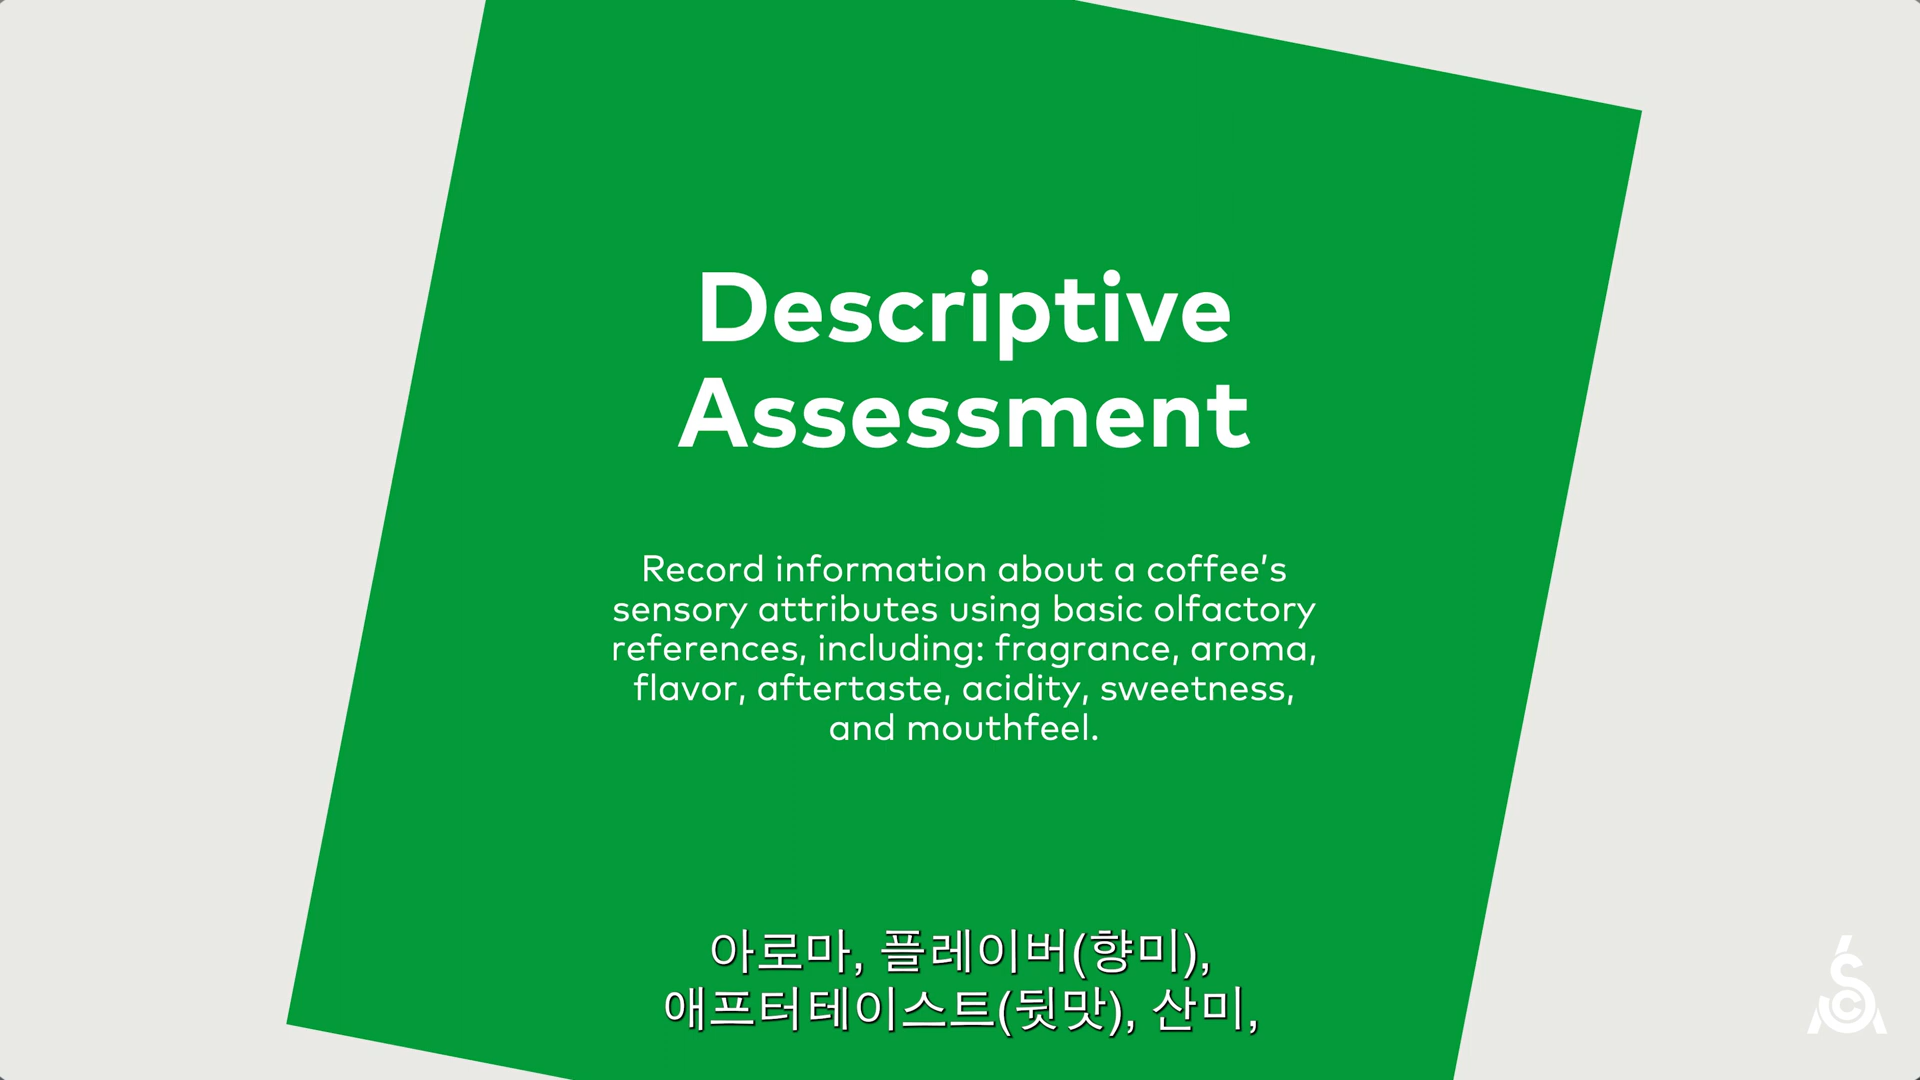 Descriptive
Assessment
Record information about a coffee's
sensory attributes using basic olfactory
references, including: fragrance, aroma,
flavor, aftertaste, acidity, sweetness,
and mouthfeel.
아로마, 플레이버(향미),
애프터테이스트(뒷맛), 산미,
SCA